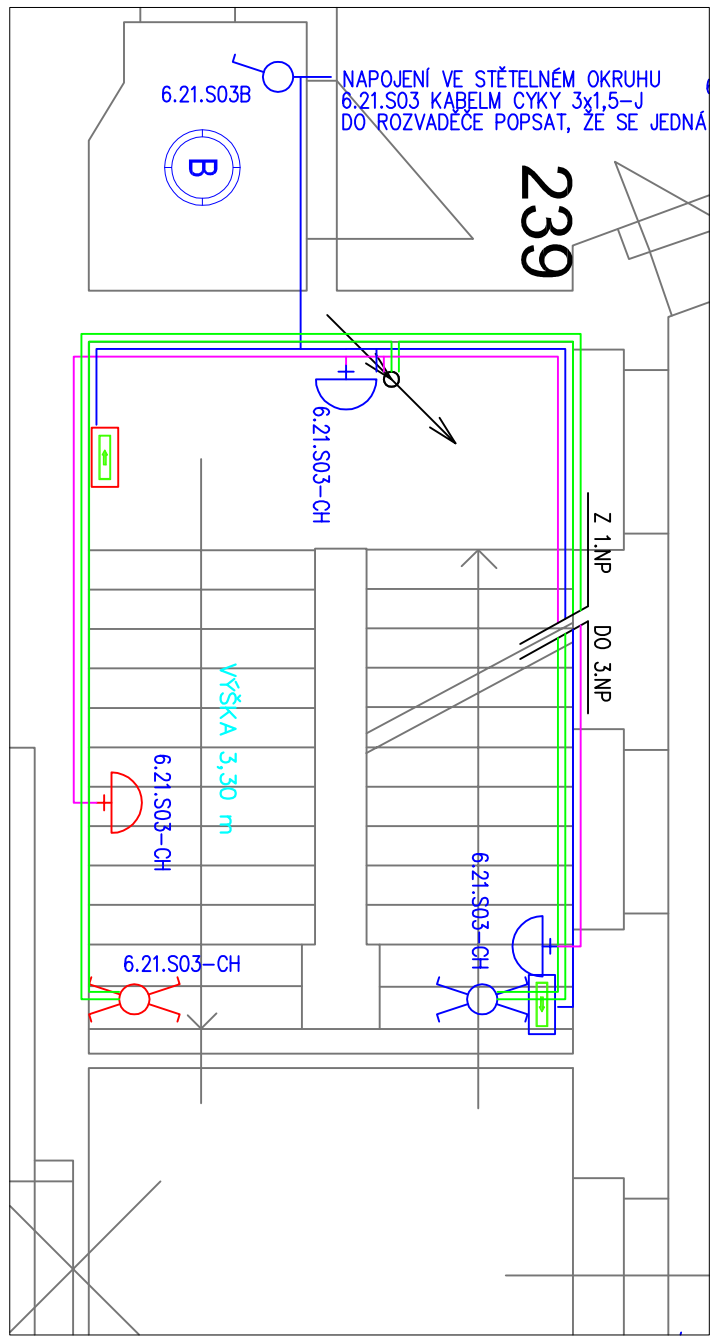 NAPOJENÍ VE STĚTELNÉM OKRUHU
6.21.S03 KABELM CYKY 3x1,5-J
DO ROZVADĚČE POPSAT, ŽE SE JEDNÁ
6.21.S03B
B
239
6.21.S03-CH
Z 1.NP
DO 3.NP
VÝŠKA 3,30 m
6.21.S03-CH
6.21.S03-CH
6.21.S03-CH